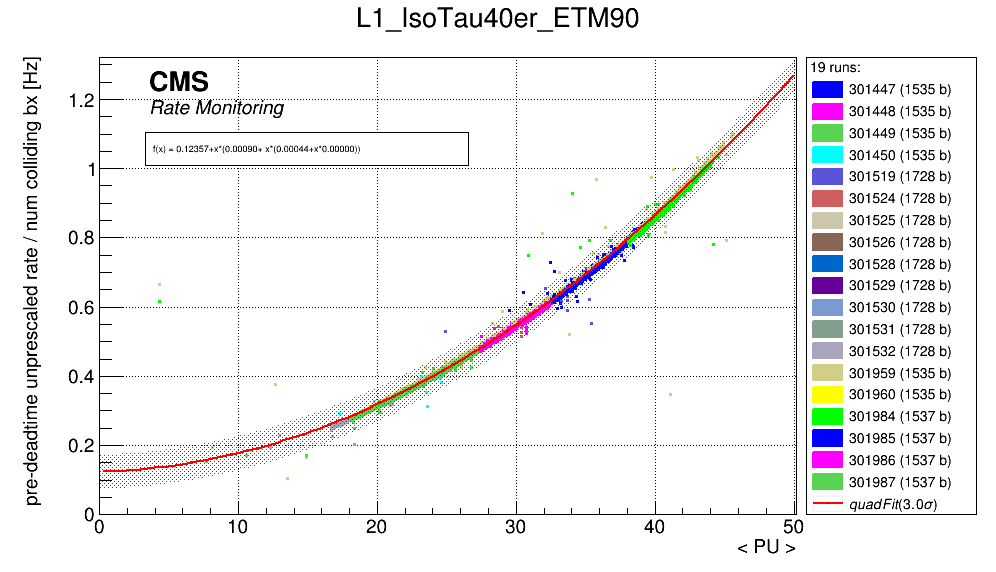 L1_IsoTau40er_ETM90
pre-deadtime unprescaled rate / num colliding bx [Hz]
CMS
Rate Monitoring
f(x) = 0.12357+x*(0.00090+ x*(0.00044+x*0.00000))
1.2
1
0.8
0.6
0.4
0.2
0
0 10 20 30 40 50
< PU >
19 runs:
301447 (1535 b)
301448 (1535 b)
301449 (1535 b)
301450 (1535 b)
301519 (1728 b)
301524 (1728 b)
301525 (1728 b)
301526 (1728 b)
301528 (1728 b)
301529 (1728 b)
301530 (1728 b)
301531 (1728 b)
301532 (1728 b)
301959 (1535 b)
301960 (1535 b)
301984 (1537 b)
301985 (1537 b)
301986 (1537 b)
301987 (1537 b)
quadFit(3.0σ)